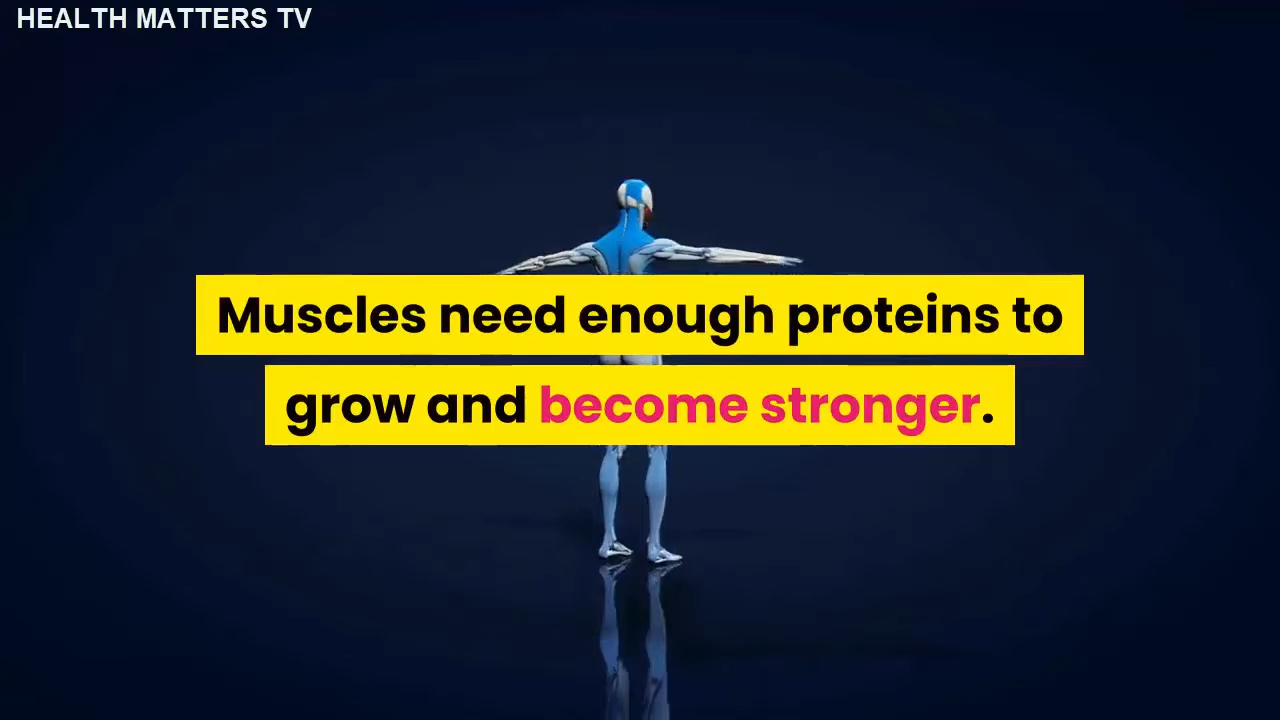 HEALTH MATTERS TV
Muscles need enough proteins to
grow and become stronger.